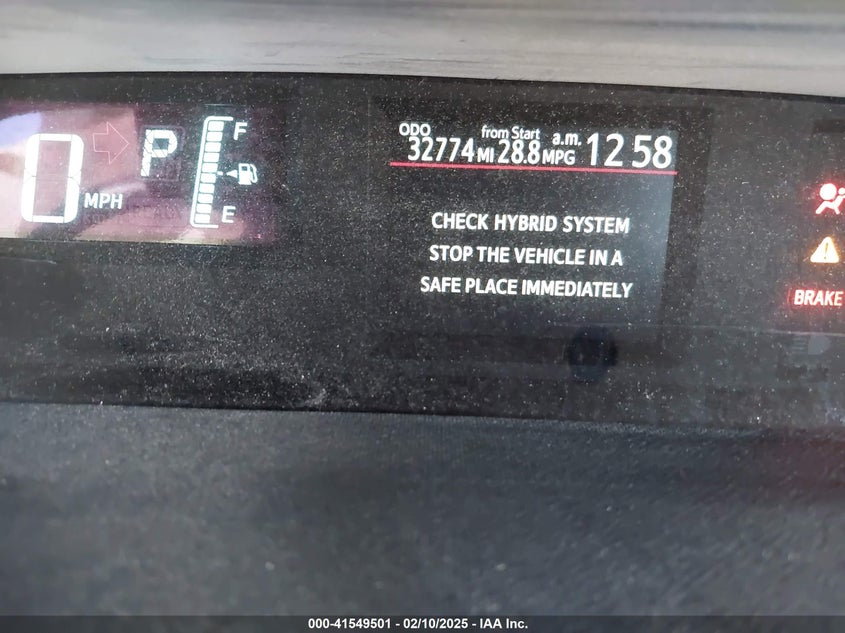 0 MPH
P
F
E
ODO 32774 MI from Start 28.8 MPG a.m. 12 58
CHECK HYBRID SYSTEM
STOP THE VEHICLE IN A
SAFE PLACE IMMEDIATELY
BRAKE
000-41549501 - 02/10/2025 - IAA Inc.